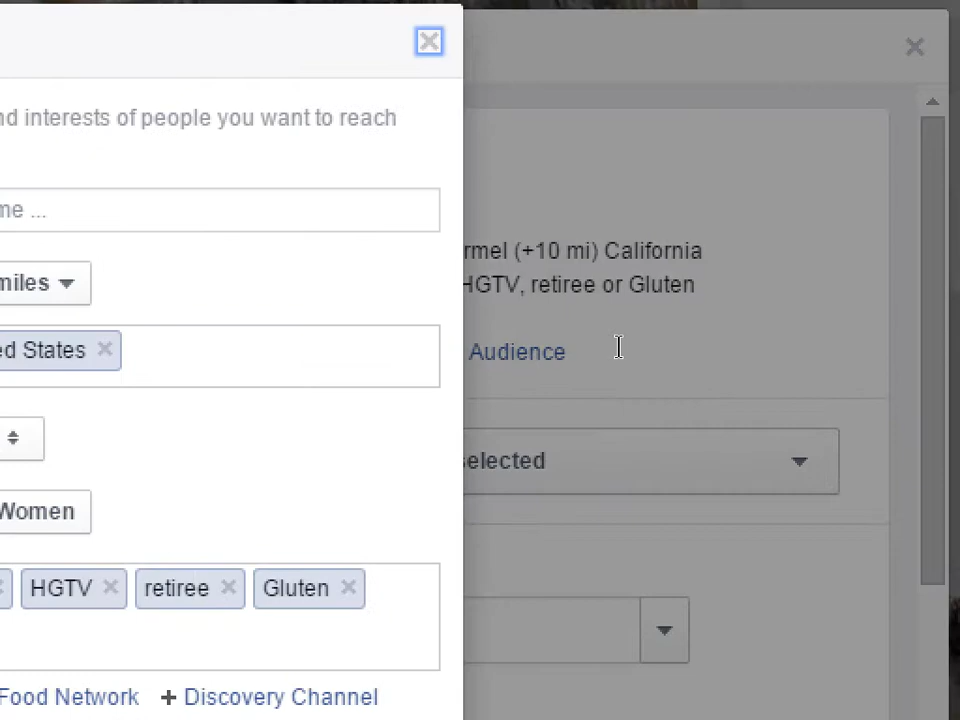 nd interests of people you want to reach
me ...
rmel (+10 mi) California
miles
HGTV, retiree or Gluten
ed States
Audience
selected
Women
HGTV retiree Gluten
Food Network + Discovery Channel